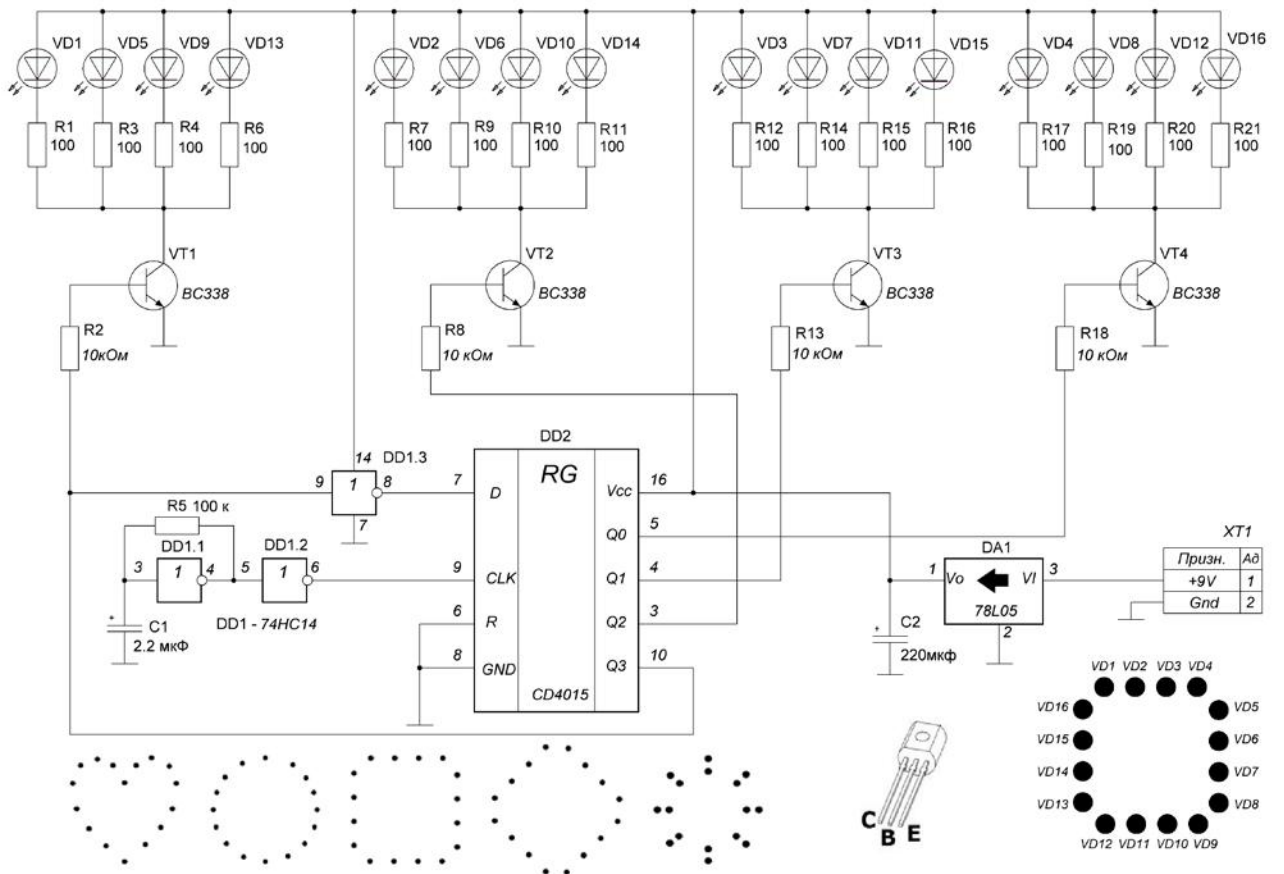 VD1 VD5 VD9 VD13 VD2 VD6 VD10 VD14 VD3 VD7 VD11 VD15 VD4 VD8 VD12 VD16
R1 R3 R4 R6 R7 R9 R10 R11 R12 R14 R15 R16 R17 R19 R20 R21
100 100 100 100 100 100 100 100 100 100 100 100 100 100 100 100
VT1 VT2 VT3 VT4
BC338 BC338 BC338 BC338
R2 R8 R13 R18
10кОм 10 кОм 10 кОм 10 кОм
DD2
14 DD1.3
9 1 8 7 D RG Vcc 16
R5 100 к
7
Q0 5
XT1
DD1.1 DD1.2
DA1
Призн. Ад
3 1 4 5 1 6 9 CLK Q1 4
1 Vo VI 3
+9V 1
78L05
Gnd 2
+ C1
2.2 мкФ
DD1 - 74HC14
6 R Q2 3
+ C2
220мкф
2
8 GND Q3 10
CD4015
VD1 VD2 VD3 VD4
VD16 VD5
VD15 VD6
VD14 VD7
VD13 VD8
VD12 VD11 VD10 VD9
C B E